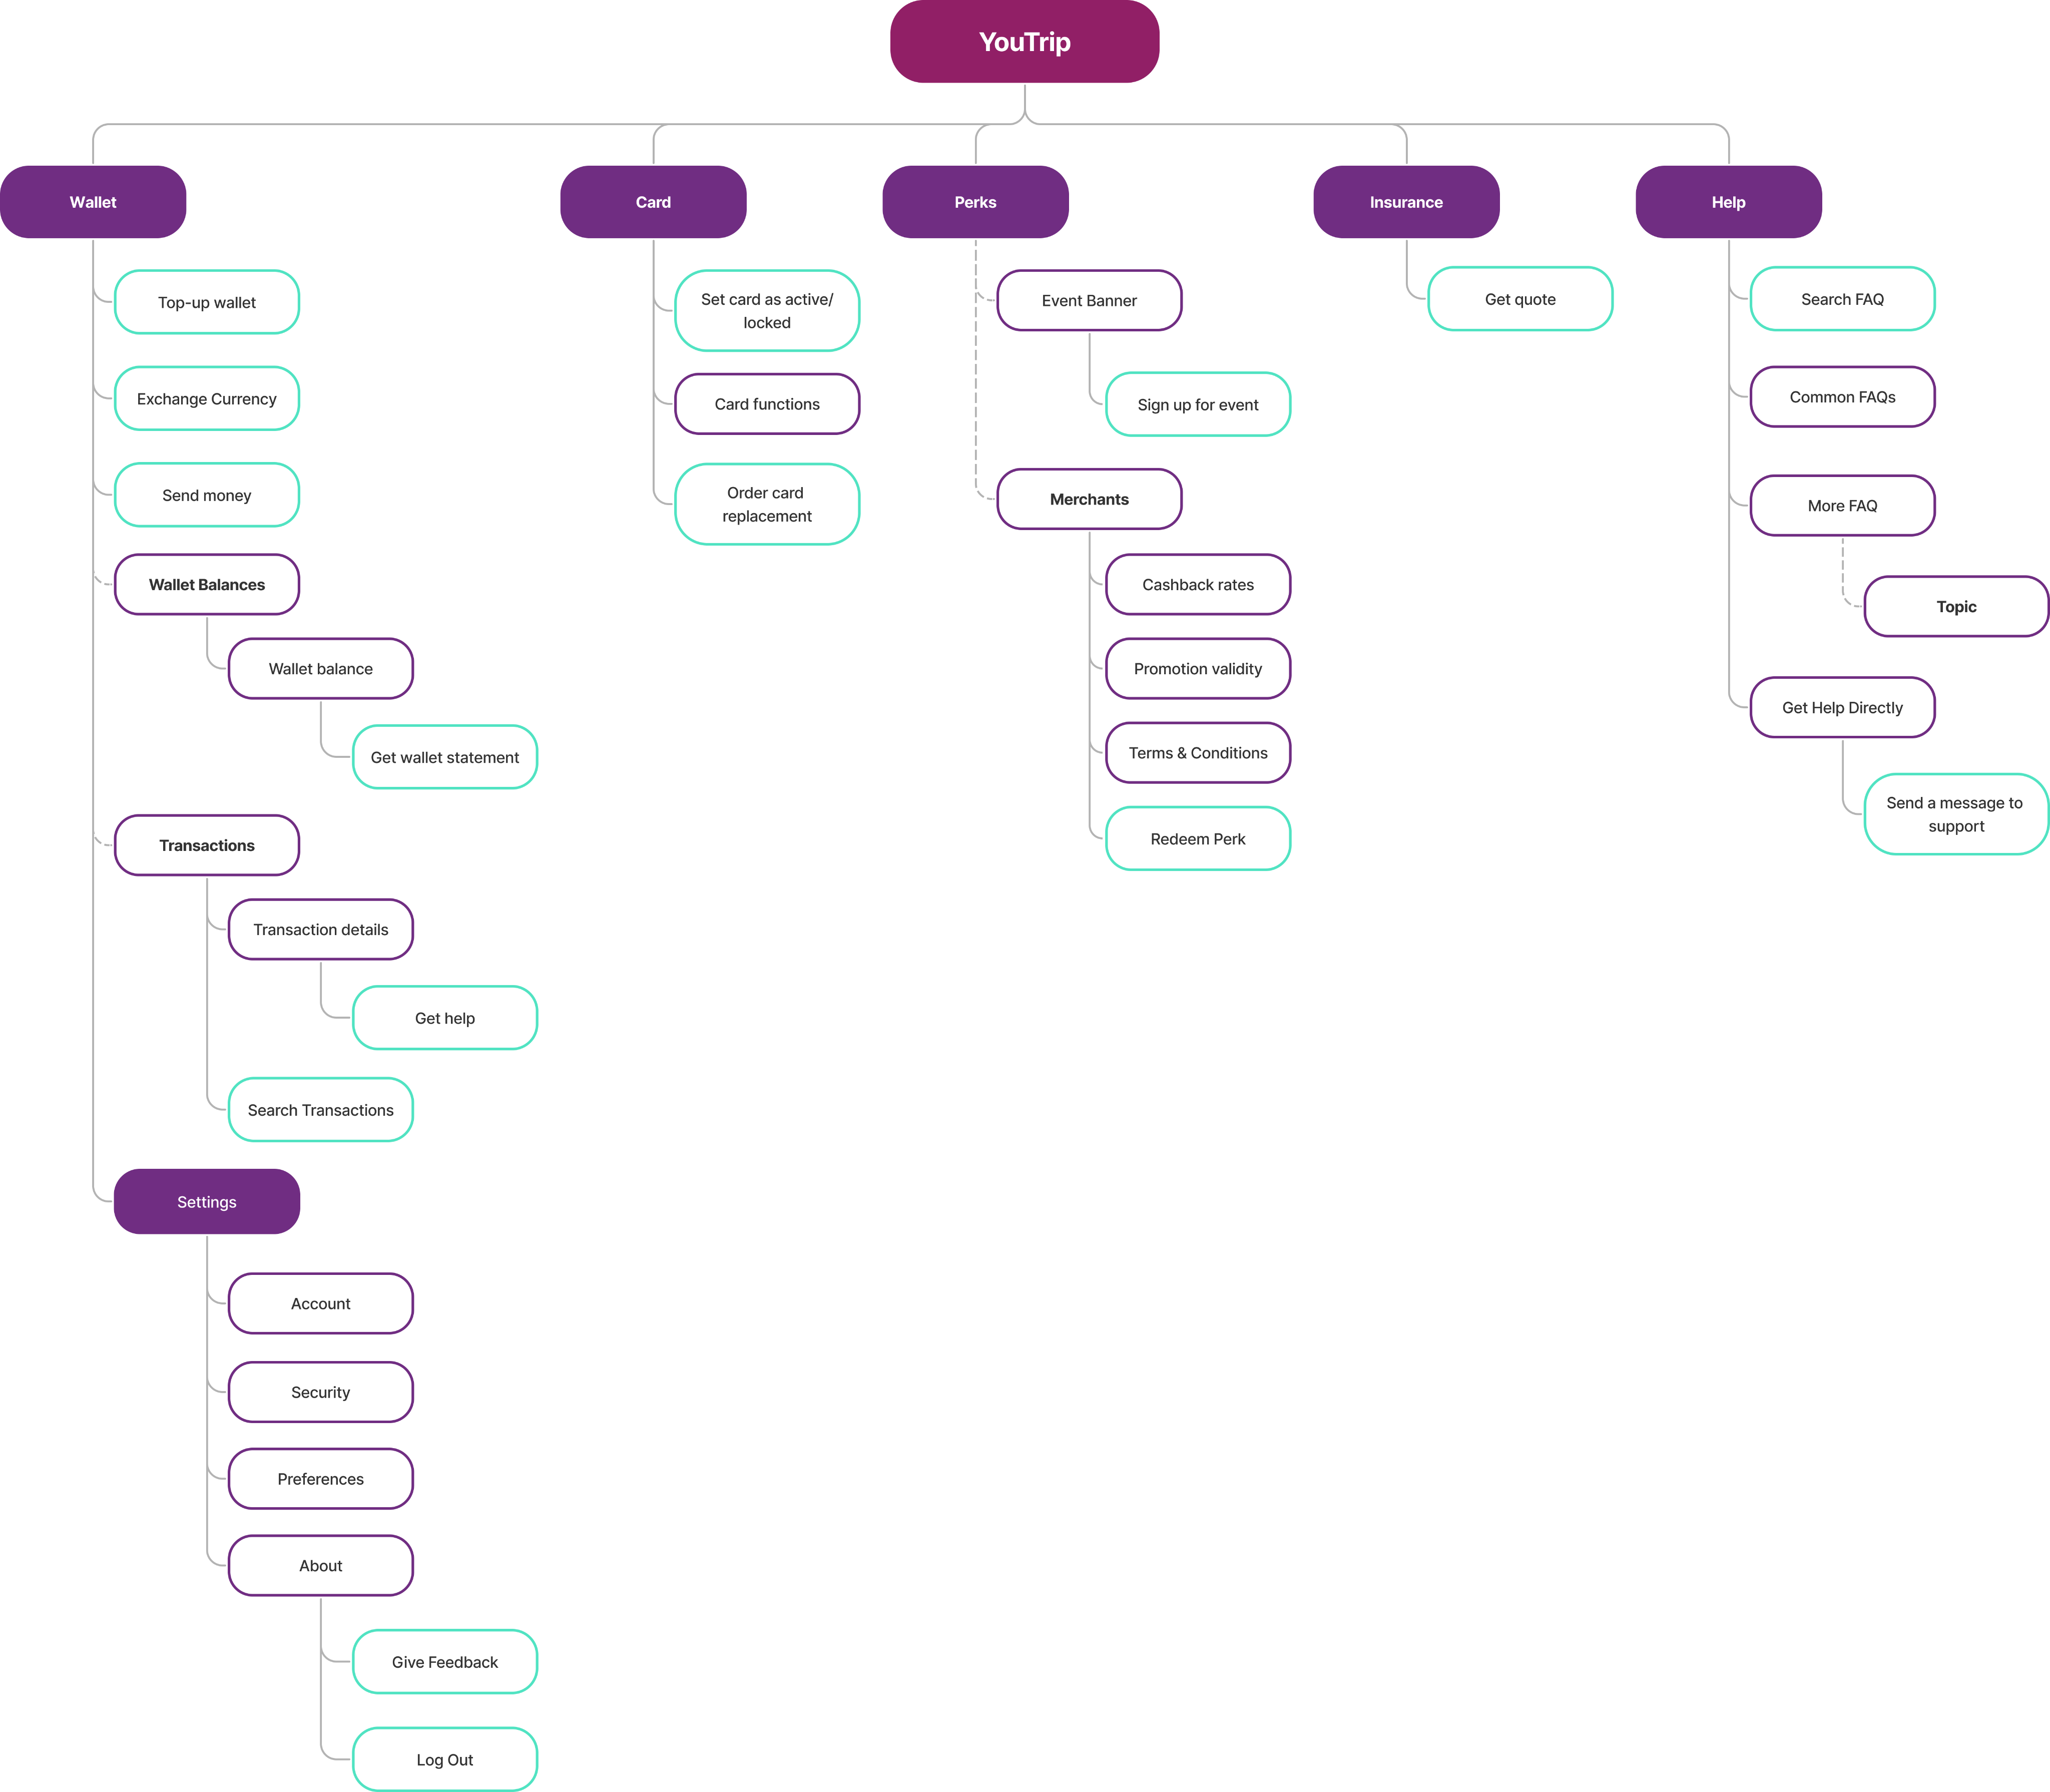 YouTrip
Wallet
Card
Perks
Insurance
Help
Top-up wallet
Exchange Currency
Send money
Wallet Balances
Wallet balance
Get wallet statement
Transactions
Transaction details
Get help
Search Transactions
Settings
Account
Security
Preferences
About
Give Feedback
Log Out
Set card as active/
locked
Card functions
Order card
replacement
Event Banner
Sign up for event
Merchants
Cashback rates
Promotion validity
Terms & Conditions
Redeem Perk
Get quote
Search FAQ
Common FAQs
More FAQ
Topic
Get Help Directly
Send a message to
support